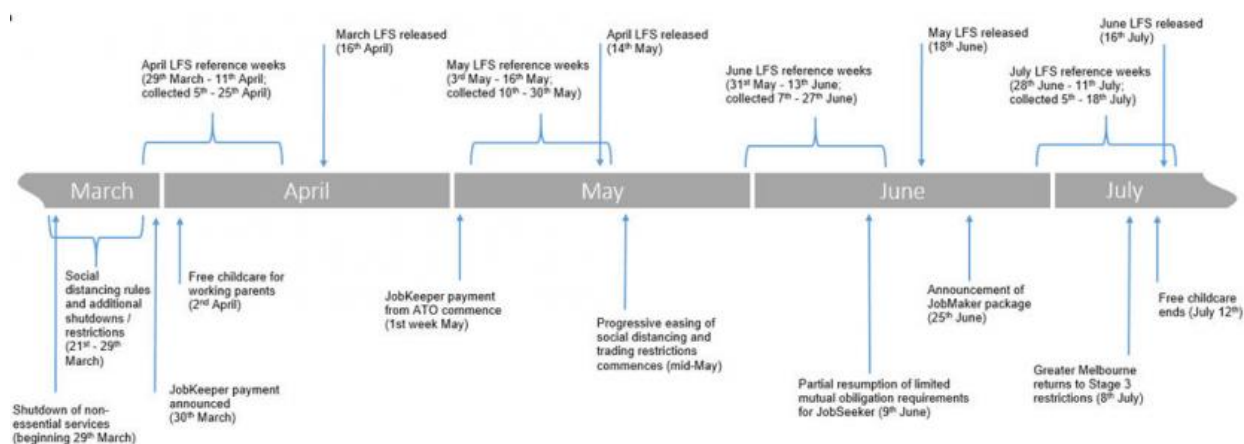 March LFS released
(16th April)
April LFS released
(14th May)
May LFS released
(18th June)
June LFS released
(16th July)
April LFS reference weeks
(29th March - 11th April;
collected 5th - 25th April)
May LFS reference weeks
(3rd May - 16th May;
collected 10th - 30th May)
June LFS reference weeks
(31st May - 13th June;
collected 7th - 27th June)
July LFS reference weeks
(28th June - 11th July;
collected 5th - 18th July)
March
April
May
June
July
Social
distancing rules
and additional
shutdowns /
restrictions
(21st - 29th
March)
Free childcare for
working parents
(2nd April)
JobKeeper payment
from ATO commence
(1st week May)
Progressive easing of
social distancing and
trading restrictions
commences (mid-May)
Announcement of
JobMaker package
(25th June)
Free childcare
ends (July 12th)
Shutdown of non-
essential services
(beginning 29th March)
JobKeeper payment
announced
(30th March)
Partial resumption of limited
mutual obligation requirements
for JobSeeker (9th June)
Greater Melbourne
returns to Stage 3
restrictions (8th July)